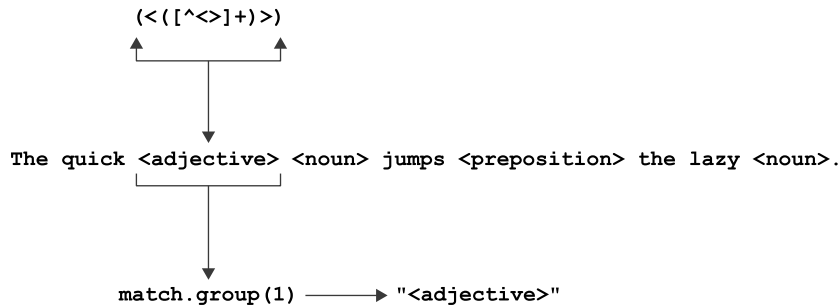 (<([^<>]+)>)
The quick <adjective> <noun> jumps <preposition> the lazy <noun>.
match.group(1) "<adjective>"